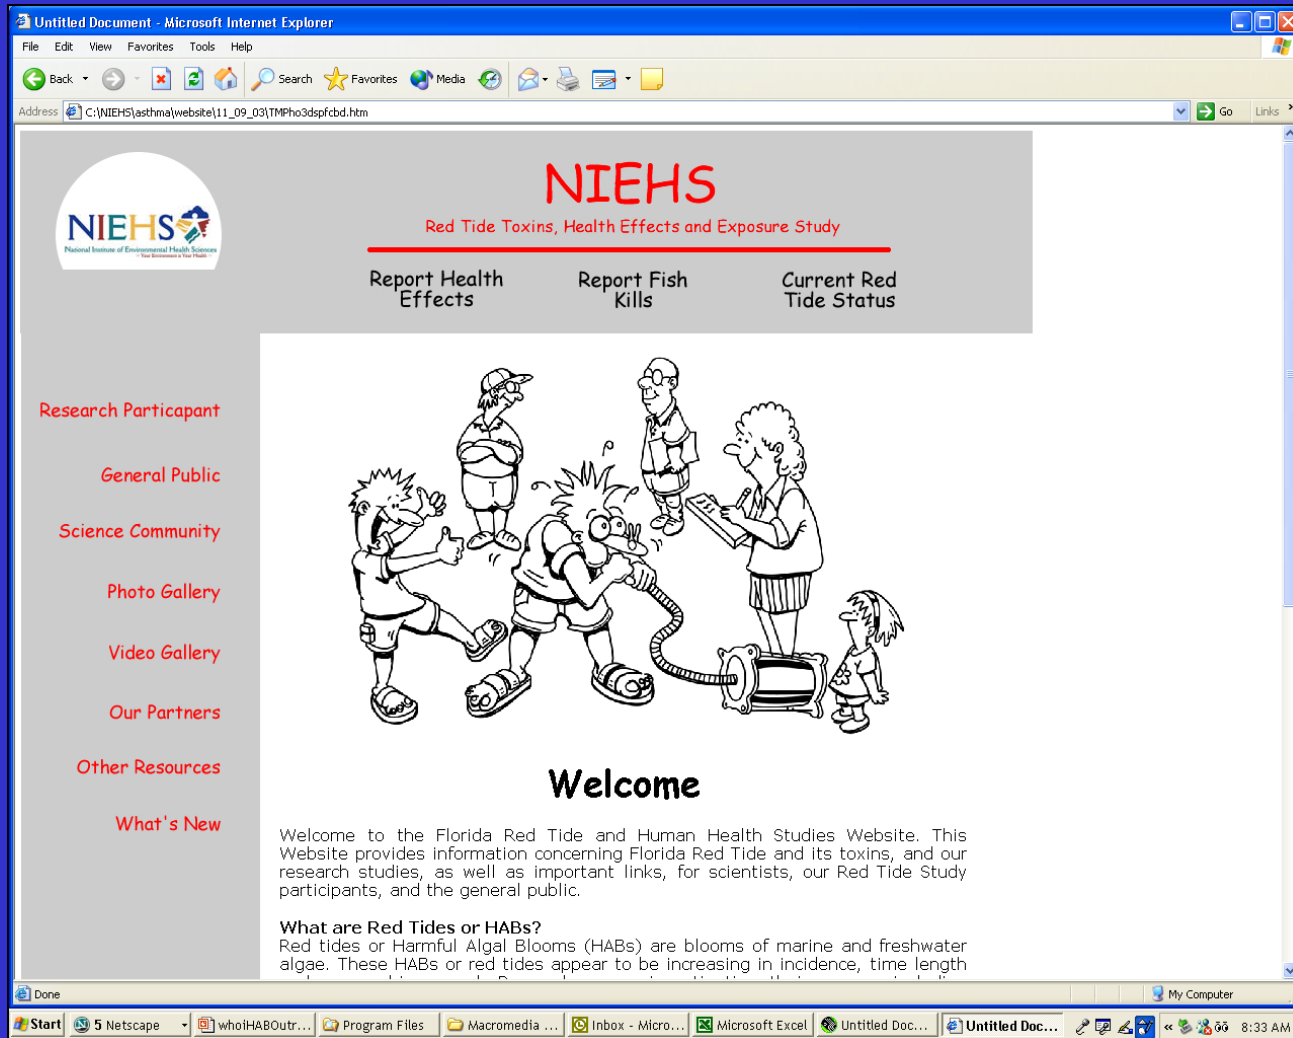 Untitled Document - Microsoft Internet Explorer
File Edit View Favorites Tools Help
Back Search Favorites Media
Address C:\NIEHS\asthma\website\11_09_03\TMPho3dspfcbd.htm Go Links
NIEHS
National Institute of Environmental Health Sciences
~ Your Environment is Your Health ~
NIEHS
Red Tide Toxins, Health Effects and Exposure Study
Report Health Effects
Report Fish Kills
Current Red Tide Status
Research Particapant
General Public
Science Community
Photo Gallery
Video Gallery
Our Partners
Other Resources
What's New
Welcome
Welcome to the Florida Red Tide and Human Health Studies Website. This
Website provides information concerning Florida Red Tide and its toxins, and our
research studies, as well as important links, for scientists, our Red Tide Study
participants, and the general public.
What are Red Tides or HABs?
Red tides or Harmful Algal Blooms (HABs) are blooms of marine and freshwater
algae. These HABs or red tides appear to be increasing in incidence, time length
Done My Computer
Start 5 Netscape whoiHABOutr... Program Files Macromedia ... Inbox - Micro... Microsoft Excel Untitled Doc... Untitled Doc... 8:33 AM